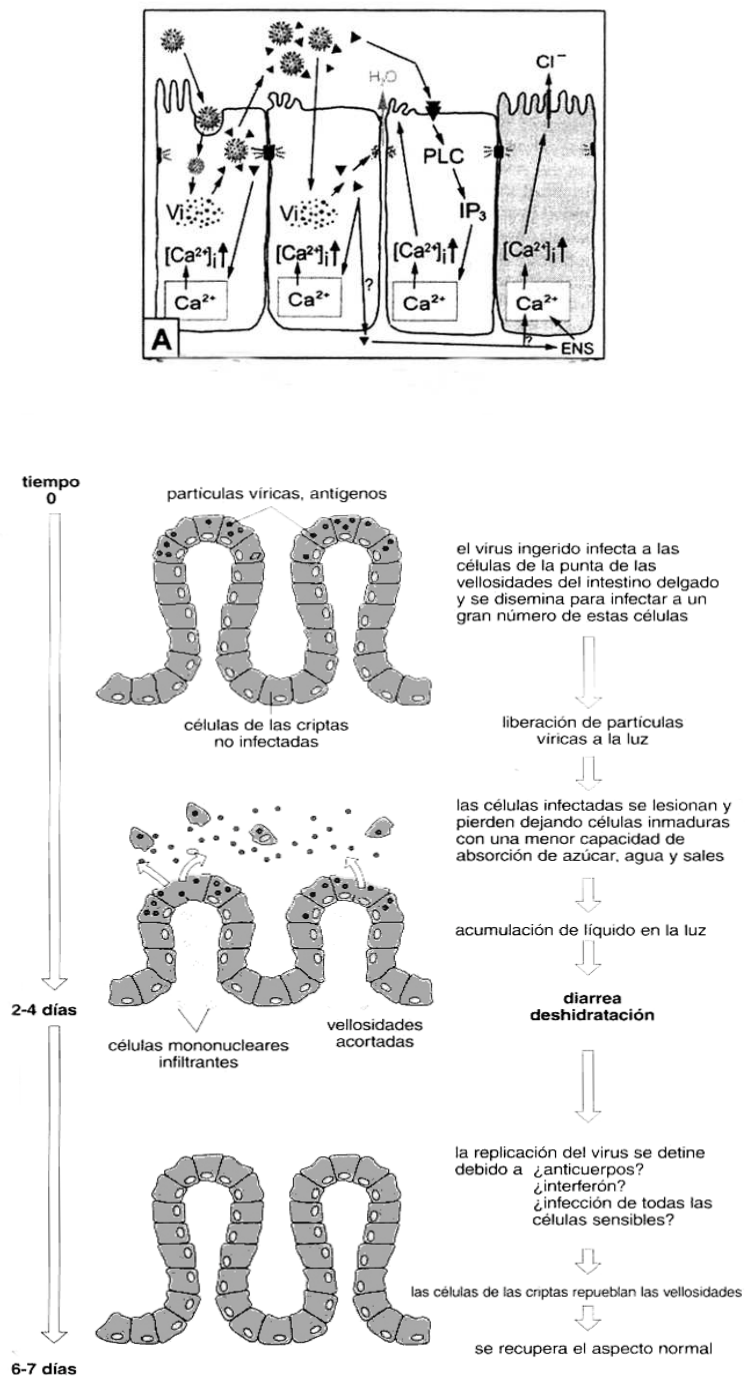 Cl⁻
H₂O
PLC
IP₃
Vi
Vi
[Ca²⁺]i
[Ca²⁺]i
[Ca²⁺]i
[Ca²⁺]i
Ca²⁺
Ca²⁺
Ca²⁺
Ca²⁺
?
?
ENS
A
tiempo
0
partículas víricas, antígenos
el virus ingerido infecta a las
células de la punta de las
vellosidades del intestino delgado
y se disemina para infectar a un
gran número de estas células
células de las criptas
no infectadas
liberación de partículas
víricas a la luz
las células infectadas se lesionan y
pierden dejando células inmaduras
con una menor capacidad de
absorción de azúcar, agua y sales
acumulación de líquido en la luz
2-4 días
diarrea
deshidratación
células mononucleares
infiltrantes
vellosidades
acortadas
la replicación del virus se detine
debido a ¿anticuerpos?
¿interferón?
¿infección de todas las
células sensibles?
las células de las criptas repueblan las vellosidades
se recupera el aspecto normal
6-7 días